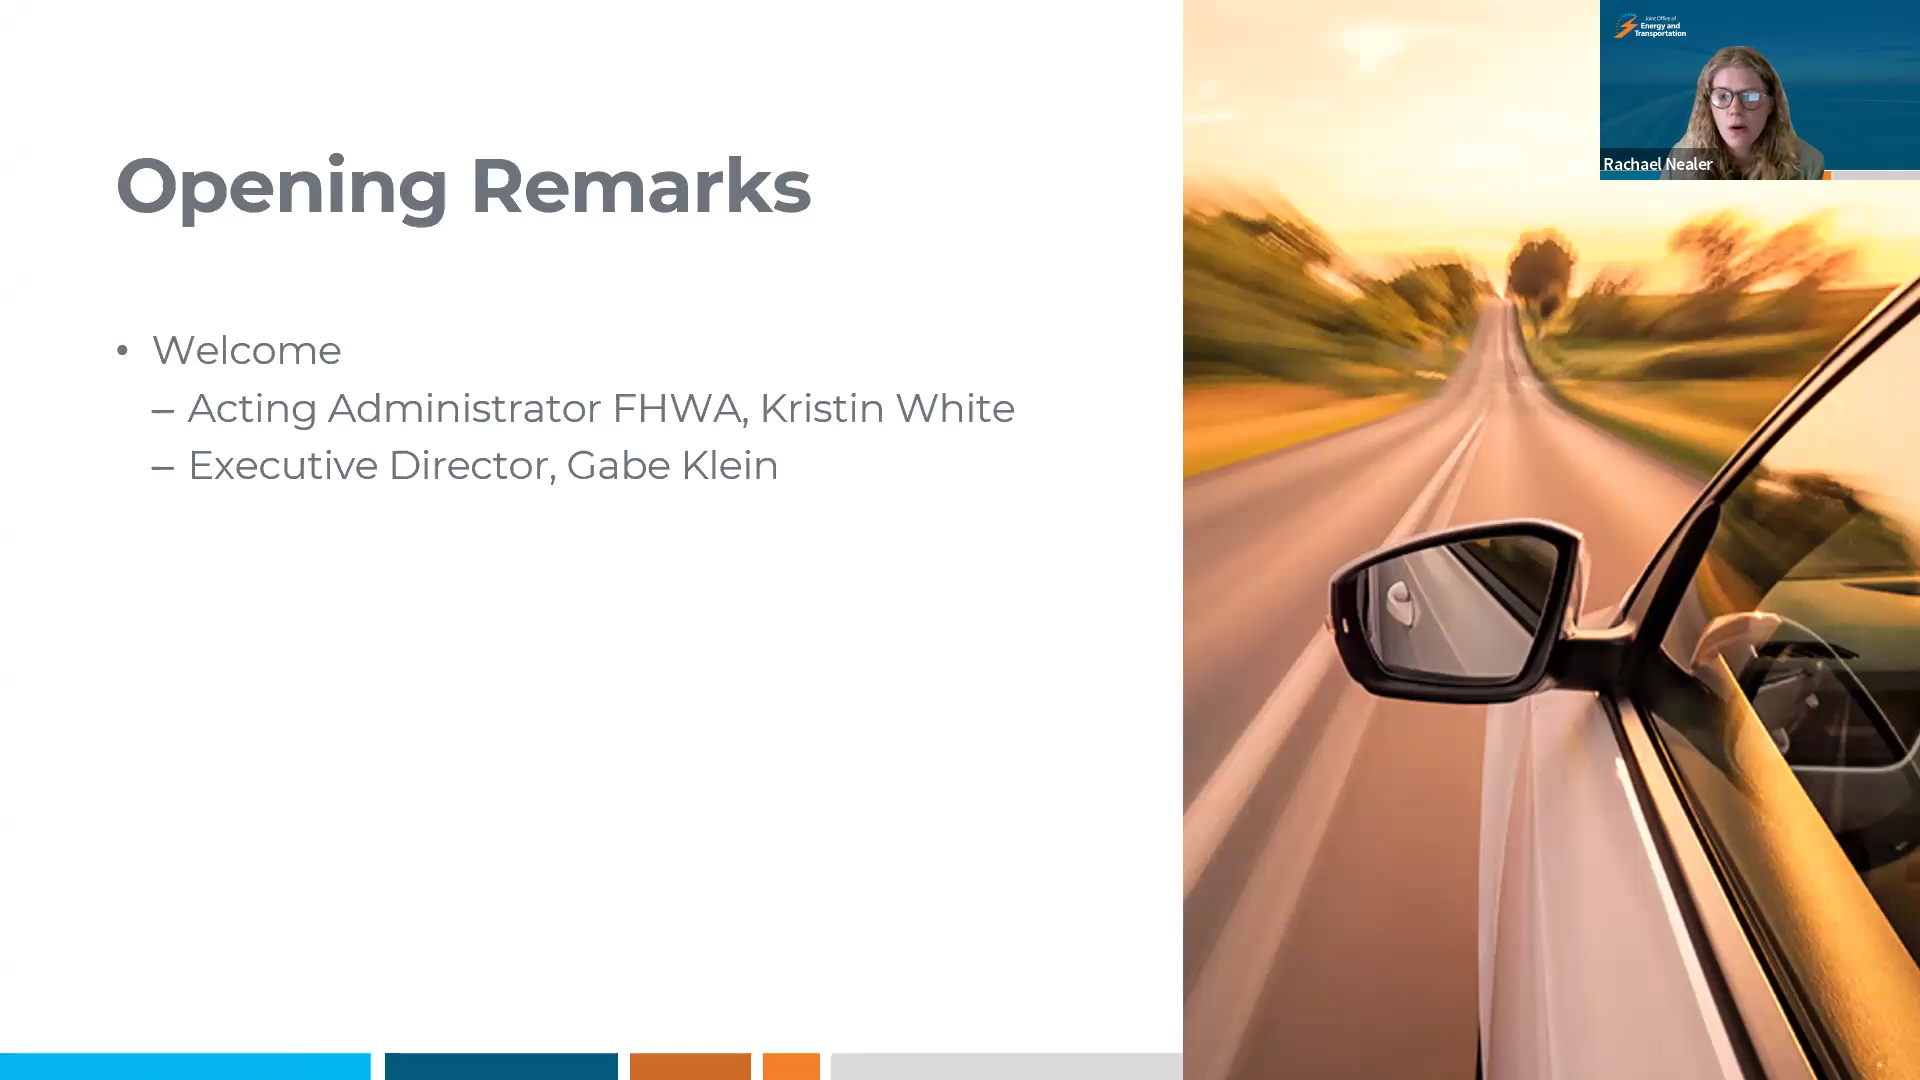 Opening Remarks
• Welcome
– Acting Administrator FHWA, Kristin White
– Executive Director, Gabe Klein
Joint Office of
Energy and
Transportation
Rachael Nealer